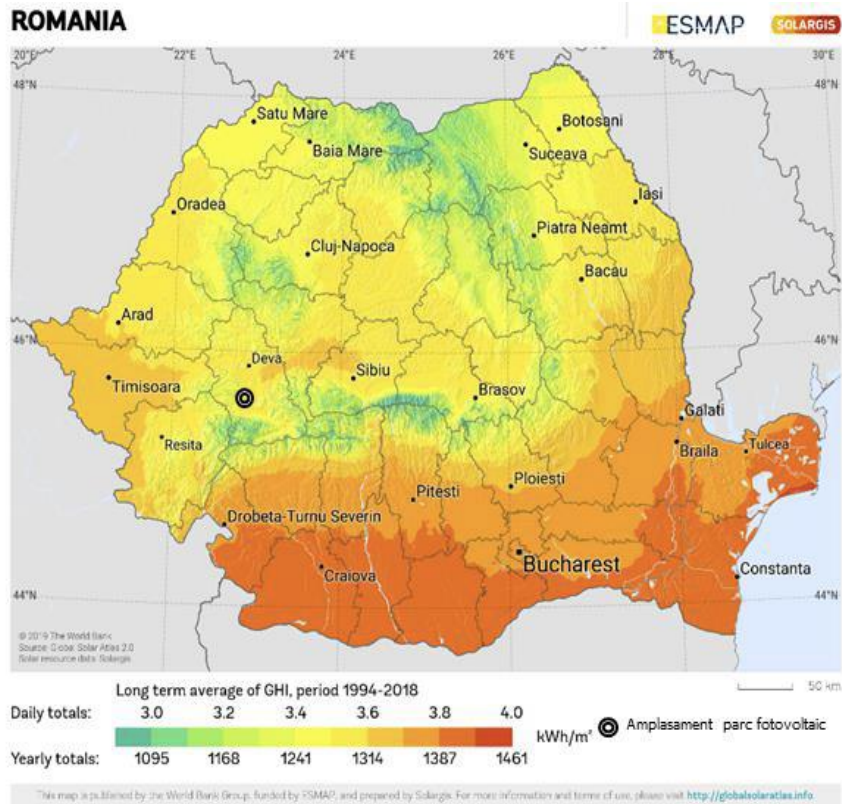 ROMANIA
ESMAP
SOLARGIS
20°E 22°E 24°E 26°E 28°E 30°E
48°N 48°N
Satu Mare
Botosani
Baia Mare
Suceava
Oradea
Iasi
Piatra Neamt
Cluj-Napoca
Bacau
Arad
46°N 46°N
Deva
Timisoara
Sibiu
Brasov
Galati
Resita
Braila
Tulcea
Pitesti
Ploiesti
Drobeta-Turnu Severin
Bucharest
Craiova
Constanta
44°N 44°N
© 2019 The World Bank
Source: Global Solar Atlas 2.0
Solar resource data: Solargis
50 km
Long term average of GHI, period 1994-2018
Daily totals: 3.0 3.2 3.4 3.6 3.8 4.0
kWh/m²
Amplasament parc fotovoltaic
Yearly totals: 1095 1168 1241 1314 1387 1461
This map is published by the World Bank Group, funded by ESMAP, and prepared by Solargis. For more information and terms of use, please visit http://globalsolaratlas.info.